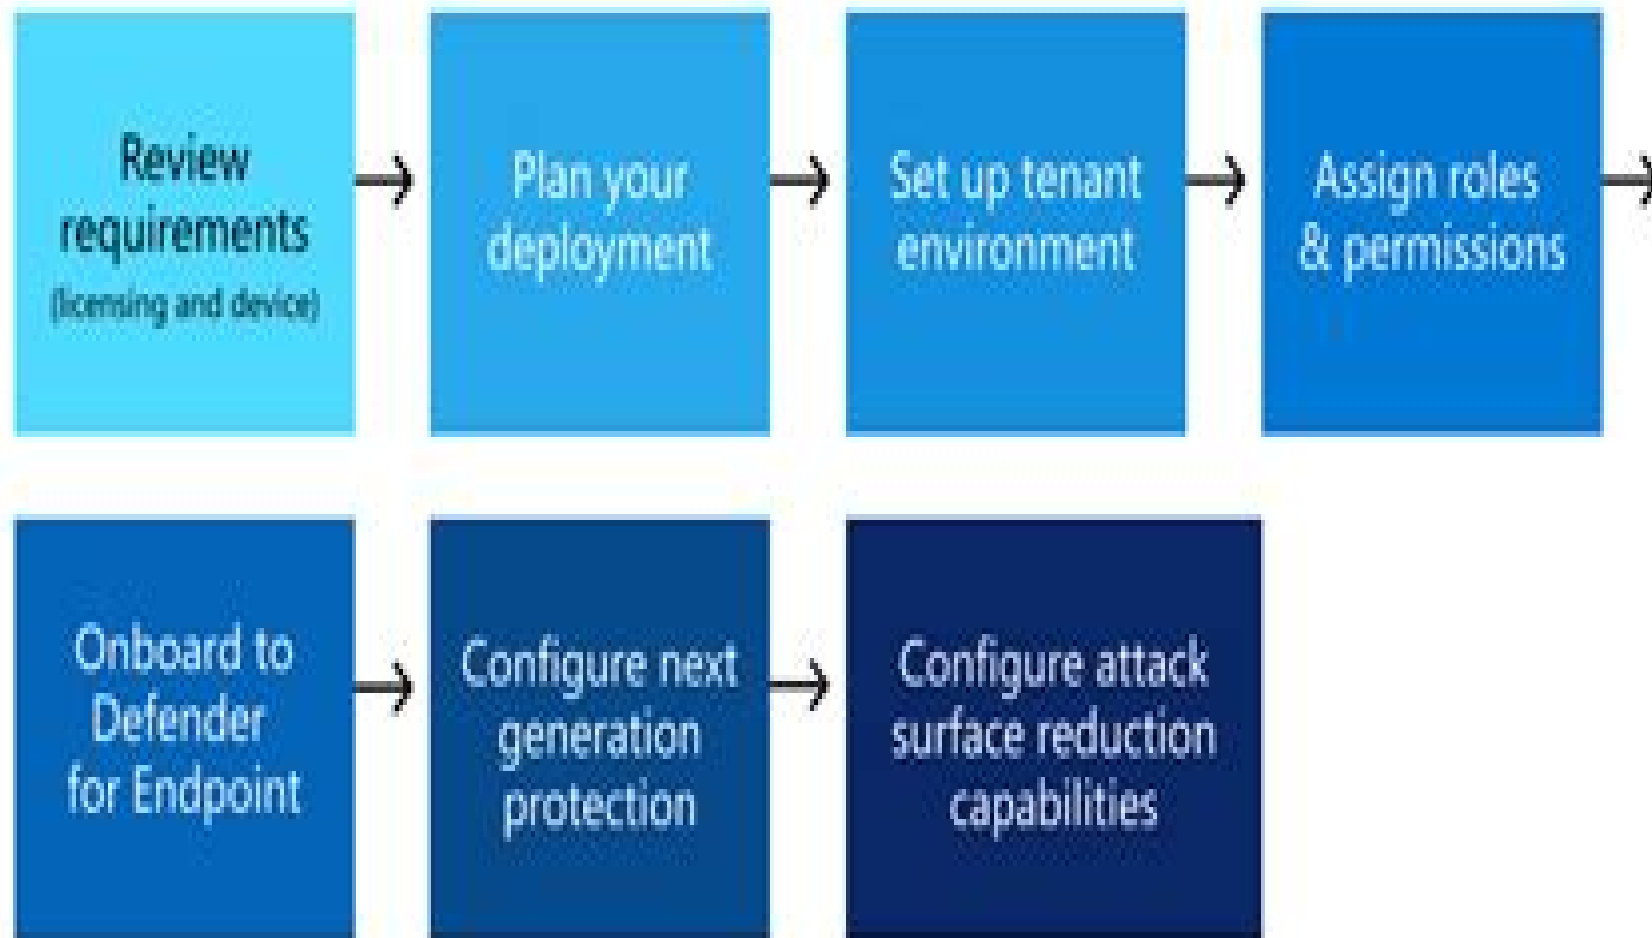 Review
requirements
(licensing and device)
Plan your
deployment
Set up tenant
environment
Assign roles
& permissions
Onboard to
Defender
for Endpoint
Configure next
generation
protection
Configure attack
surface reduction
capabilities